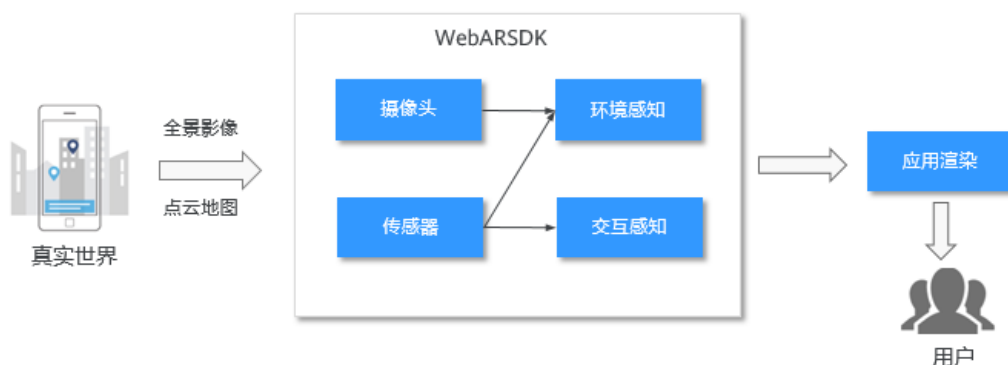 WebARSDK
摄像头
环境感知
全景影像
点云地图
真实世界
传感器
交互感知
应用渲染
用户